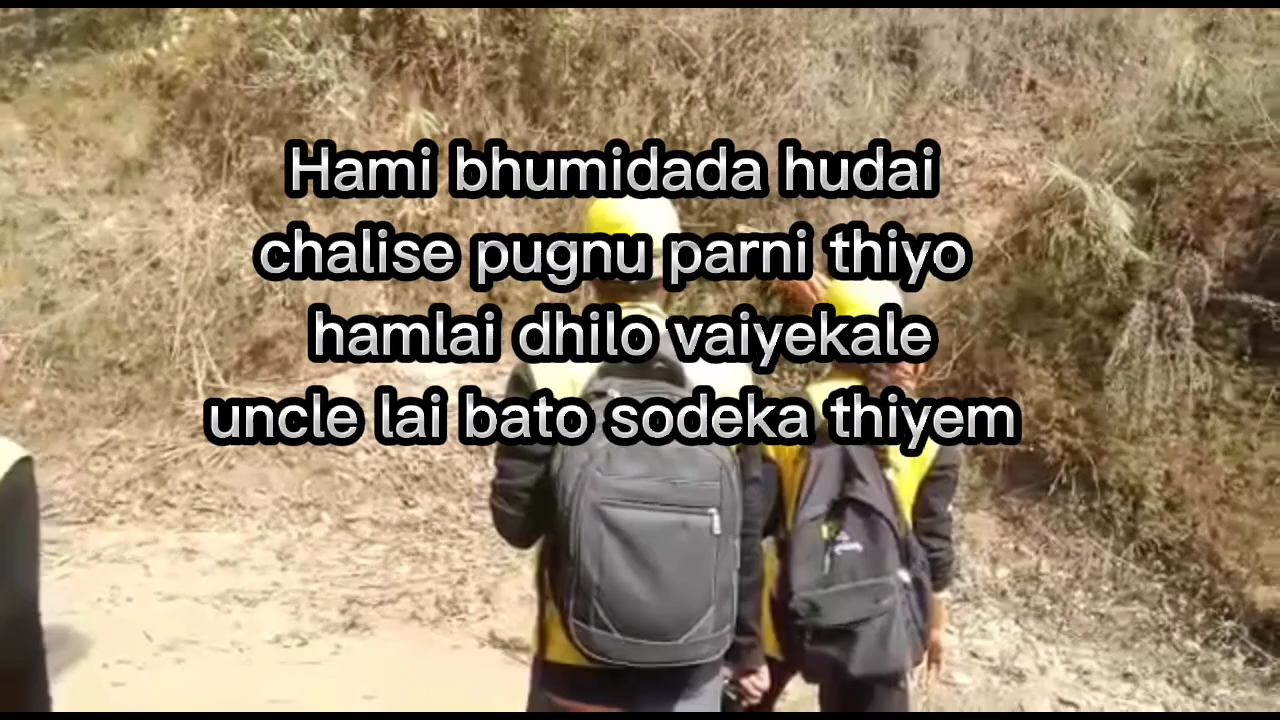 Hami bhumidada hudai
chalise pugnu parni thiyo
hamlai dhilo vaiyekale
uncle lai bato sodeka thiyem